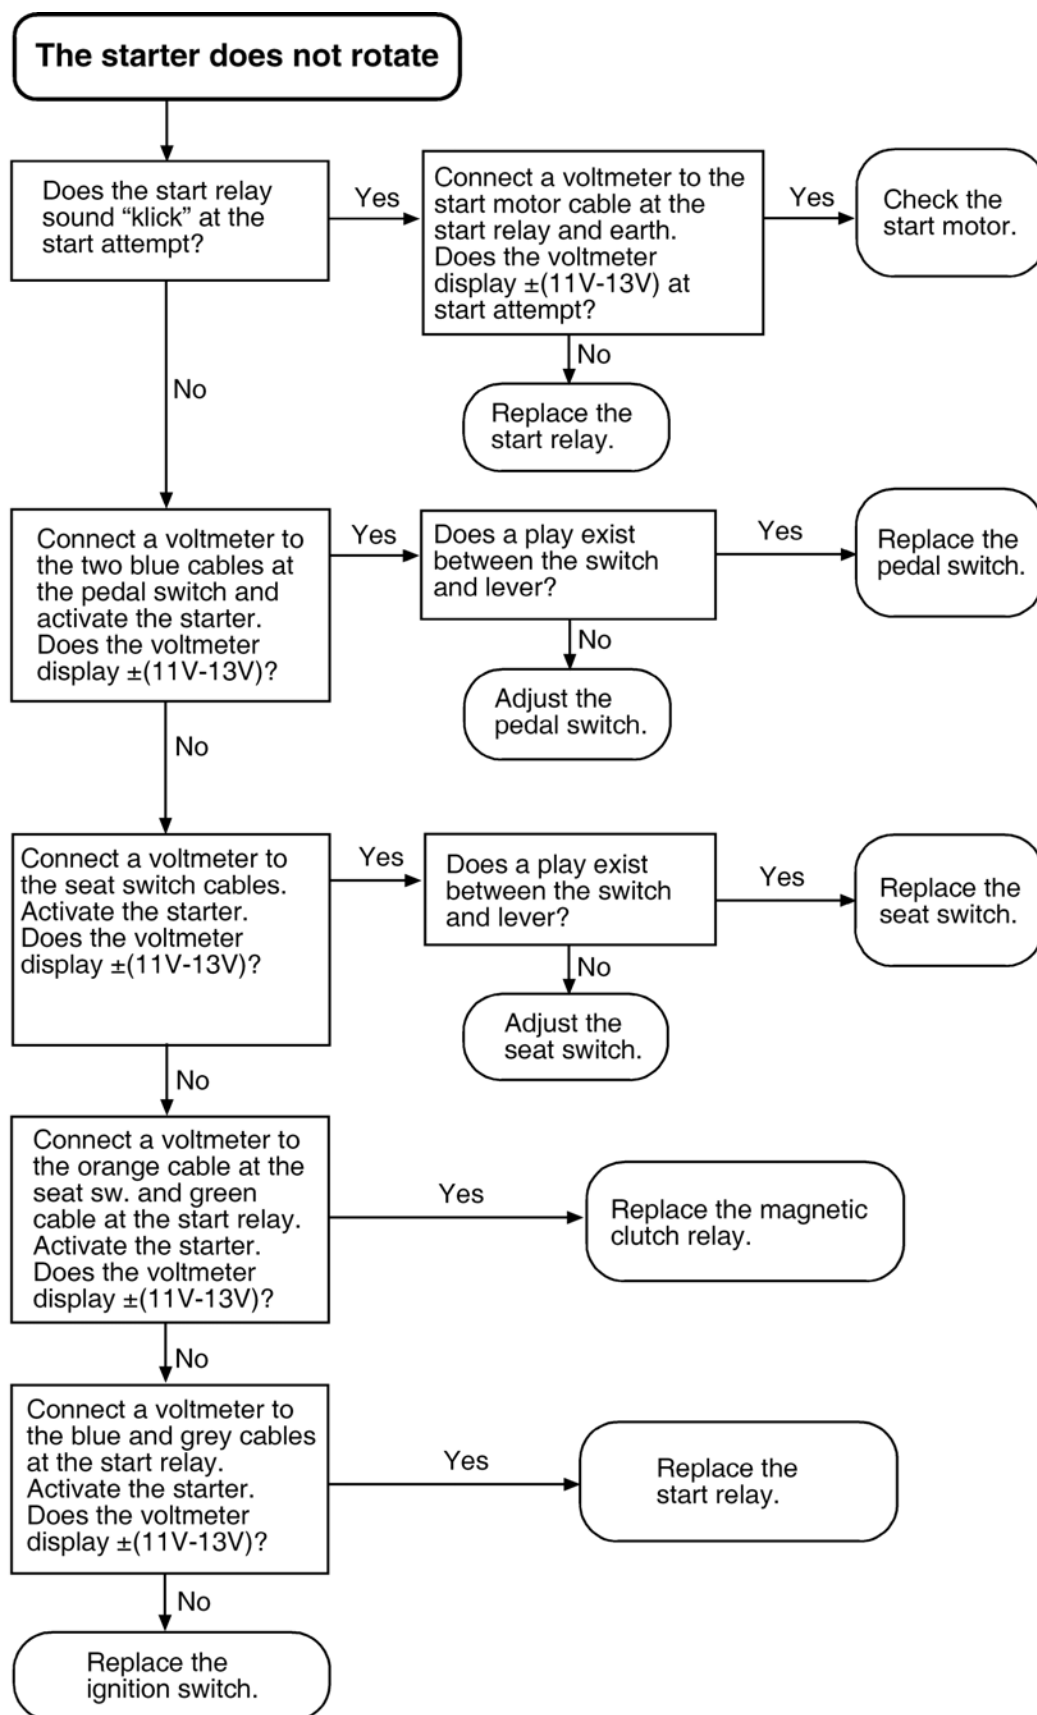 The starter does not rotate
Does the start relay
sound “klick” at the
start attempt?
Yes
Connect a voltmeter to the
start motor cable at the
start relay and earth.
Does the voltmeter
display ±(11V-13V) at
start attempt?
Yes
Check the
start motor.
No
Replace the
start relay.
No
Connect a voltmeter to
the two blue cables at
the pedal switch and
activate the starter.
Does the voltmeter
display ±(11V-13V)?
Yes
Does a play exist
between the switch
and lever?
Yes
Replace the
pedal switch.
No
Adjust the
pedal switch.
No
Connect a voltmeter to
the seat switch cables.
Activate the starter.
Does the voltmeter
display ±(11V-13V)?
Yes
Does a play exist
between the switch
and lever?
Yes
Replace the
seat switch.
No
Adjust the
seat switch.
No
Connect a voltmeter to
the orange cable at the
seat sw. and green
cable at the start relay.
Activate the starter.
Does the voltmeter
display ±(11V-13V)?
Yes
Replace the magnetic
clutch relay.
No
Connect a voltmeter to
the blue and grey cables
at the start relay.
Activate the starter.
Does the voltmeter
display ±(11V-13V)?
Yes
Replace the
start relay.
No
Replace the
ignition switch.